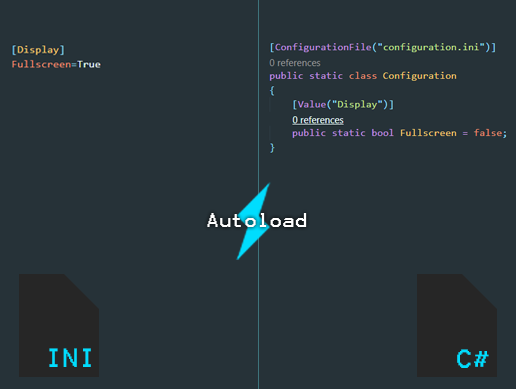 [Display]
Fullscreen=True
[ConfigurationFile("configuration.ini")]
0 references
public static class Configuration
{
[Value("Display")]
0 references
public static bool Fullscreen = false;
}
Autoload
INI
C#